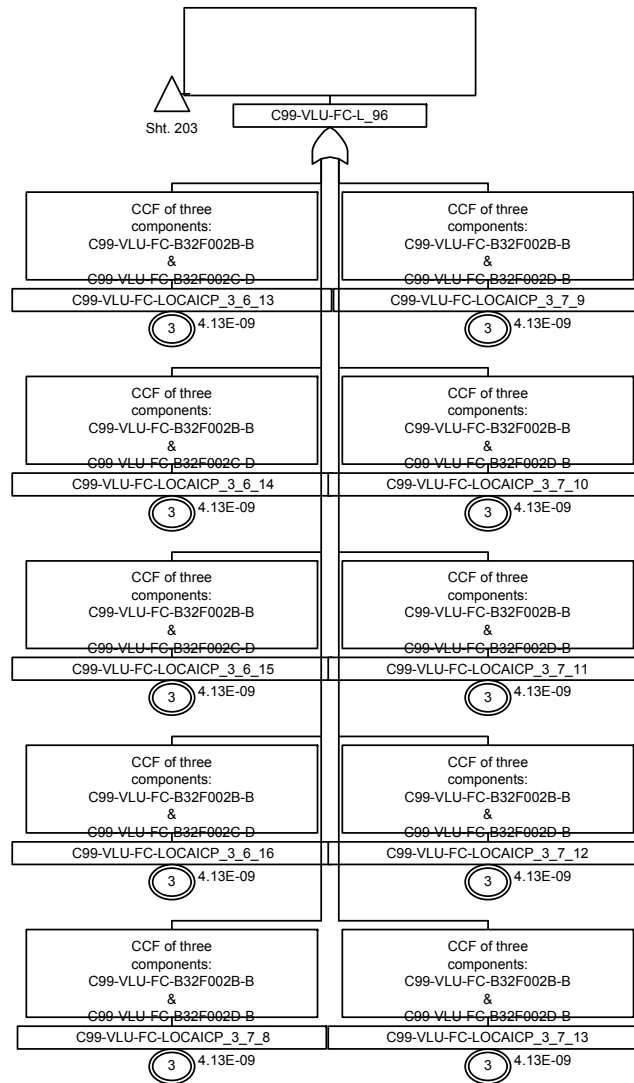 C99-VLU-FC-L_96
Sht. 203
CCF of three
components:
C99-VLU-FC-B32F002B-B
&
C99-VLU-FC-B32F002C-D
C99-VLU-FC-LOCAICP_3_6_13
3
4.13E-09
CCF of three
components:
C99-VLU-FC-B32F002B-B
&
C99-VLU-FC-B32F002D-B
C99-VLU-FC-LOCAICP_3_7_9
3
4.13E-09
CCF of three
components:
C99-VLU-FC-B32F002B-B
&
C99-VLU-FC-B32F002C-D
C99-VLU-FC-LOCAICP_3_6_14
3
4.13E-09
CCF of three
components:
C99-VLU-FC-B32F002B-B
&
C99-VLU-FC-B32F002D-B
C99-VLU-FC-LOCAICP_3_7_10
3
4.13E-09
CCF of three
components:
C99-VLU-FC-B32F002B-B
&
C99-VLU-FC-B32F002C-D
C99-VLU-FC-LOCAICP_3_6_15
3
4.13E-09
CCF of three
components:
C99-VLU-FC-B32F002B-B
&
C99-VLU-FC-B32F002D-B
C99-VLU-FC-LOCAICP_3_7_11
3
4.13E-09
CCF of three
components:
C99-VLU-FC-B32F002B-B
&
C99-VLU-FC-B32F002C-D
C99-VLU-FC-LOCAICP_3_6_16
3
4.13E-09
CCF of three
components:
C99-VLU-FC-B32F002B-B
&
C99-VLU-FC-B32F002D-B
C99-VLU-FC-LOCAICP_3_7_12
3
4.13E-09
CCF of three
components:
C99-VLU-FC-B32F002B-B
&
C99-VLU-FC-B32F002D-B
C99-VLU-FC-LOCAICP_3_7_8
3
4.13E-09
CCF of three
components:
C99-VLU-FC-B32F002B-B
&
C99-VLU-FC-B32F002D-B
C99-VLU-FC-LOCAICP_3_7_13
3
4.13E-09